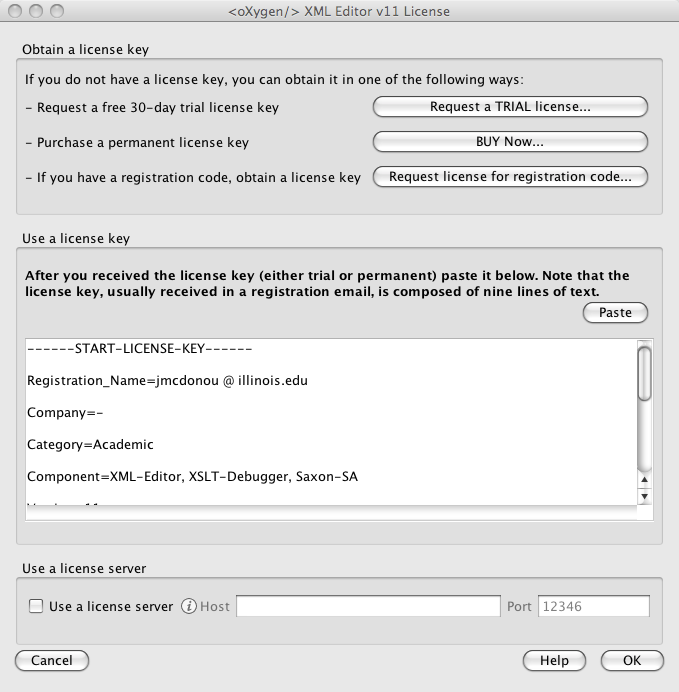 <oXygen/> XML Editor v11 License
Obtain a license key
If you do not have a license key, you can obtain it in one of the following ways:
- Request a free 30-day trial license key
Request a TRIAL license...
- Purchase a permanent license key
BUY Now...
- If you have a registration code, obtain a license key
Request license for registration code...
Use a license key
After you received the license key (either trial or permanent) paste it below. Note that the
license key, usually received in a registration email, is composed of nine lines of text.
Paste
------START-LICENSE-KEY------
Registration_Name=jmcdonou @ illinois.edu
Company=-
Category=Academic
Component=XML-Editor, XSLT-Debugger, Saxon-SA
Use a license server
Use a license server
Host
Port
12346
Cancel
Help
OK